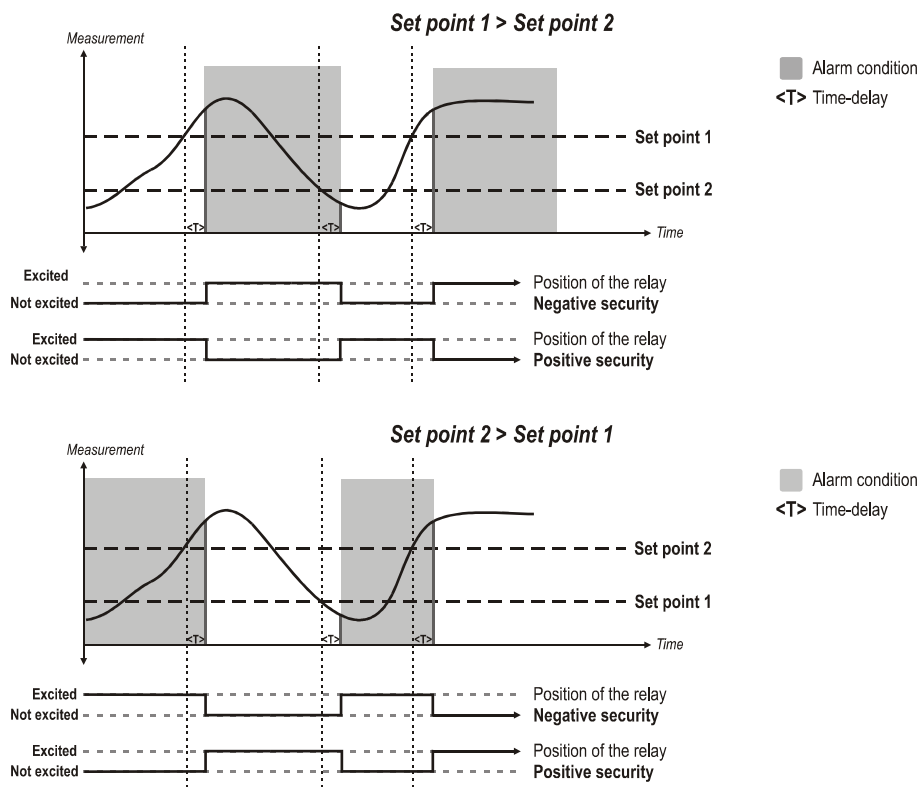 Set point 1 > Set point 2
Measurement
Alarm condition
<T> Time-delay
Set point 1
Set point 2
<T>
<T>
<T>
Time
Excited
Position of the relay
Not excited
Negative security
Excited
Position of the relay
Not excited
Positive security
Set point 2 > Set point 1
Measurement
Alarm condition
<T> Time-delay
Set point 2
Set point 1
<T>
<T>
<T>
Time
Excited
Position of the relay
Not excited
Negative security
Excited
Position of the relay
Not excited
Positive security